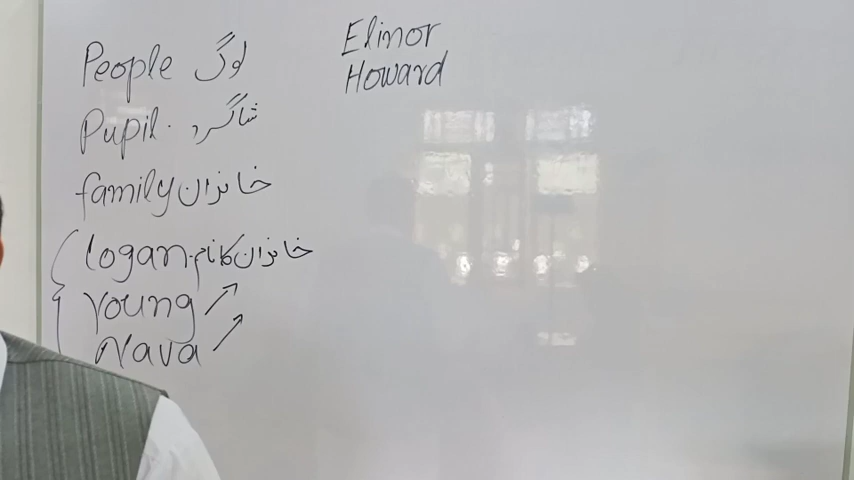 People لوگ
Pupil. شاگرد
family خاندان
logan. خاندان کا نام
Young ↗
Nava ↗
Elinor
Howard